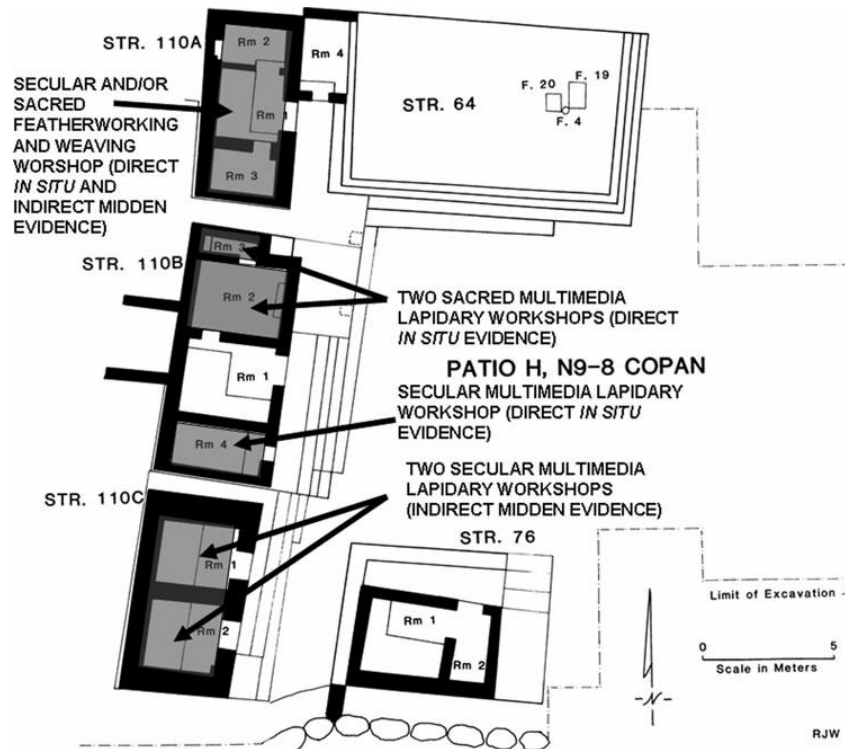 STR. 110A
Rm 2
Rm 4
SECULAR AND/OR
SACRED
FEATHERWORKING
AND WEAVING
WORSHOP (DIRECT
IN SITU AND
INDIRECT MIDDEN
EVIDENCE)
Rm 1
Rm 3
STR. 64
F. 20
F. 19
F. 4
STR. 110B
Rm 3
Rm 2
TWO SACRED MULTIMEDIA
LAPIDARY WORKSHOPS (DIRECT
IN SITU EVIDENCE)
PATIO H, N9-8 COPAN
Rm 1
SECULAR MULTIMEDIA LAPIDARY
WORKSHOP (DIRECT IN SITU
EVIDENCE)
Rm 4
TWO SECULAR MULTIMEDIA
LAPIDARY WORKSHOPS
(INDIRECT MIDDEN EVIDENCE)
STR. 110C
Rm 1
Rm 2
STR. 76
Rm 1
Rm 2
Limit of Excavation
0 5
Scale in Meters
N
RJW